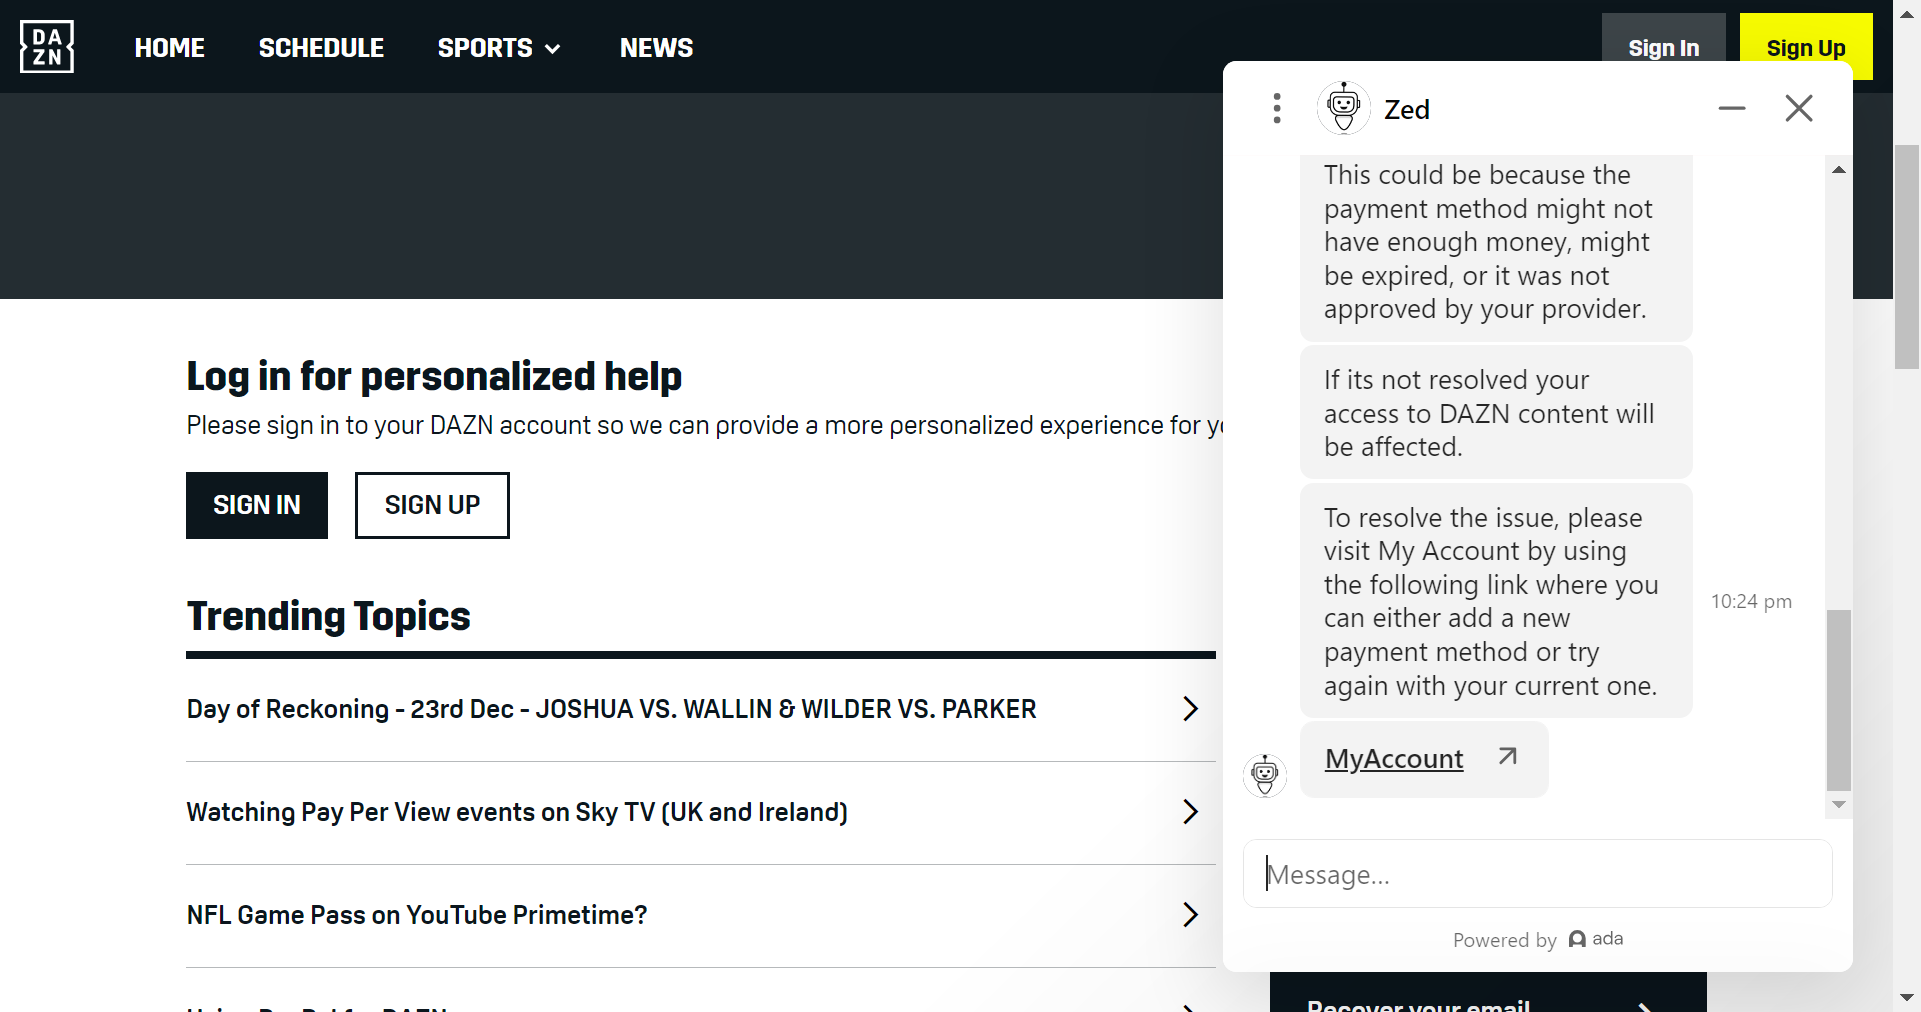 DA
ZN
HOME
SCHEDULE
SPORTS
NEWS
Sign In
Sign Up
Log in for personalized help
Please sign in to your DAZN account so we can provide a more personalized experience for
SIGN IN
SIGN UP
Trending Topics
Day of Reckoning - 23rd Dec - JOSHUA VS. WALLIN & WILDER VS. PARKER
Watching Pay Per View events on Sky TV (UK and Ireland)
NFL Game Pass on YouTube Primetime?
Using PayPal for DAZN
Zed
This could be because the
payment method might not
have enough money, might
be expired, or it was not
approved by your provider.
If its not resolved your
access to DAZN content will
be affected.
To resolve the issue, please
visit My Account by using
the following link where you
can either add a new
payment method or try
again with your current one.
10:24 pm
MyAccount
Message...
Powered by ada
Recover your email